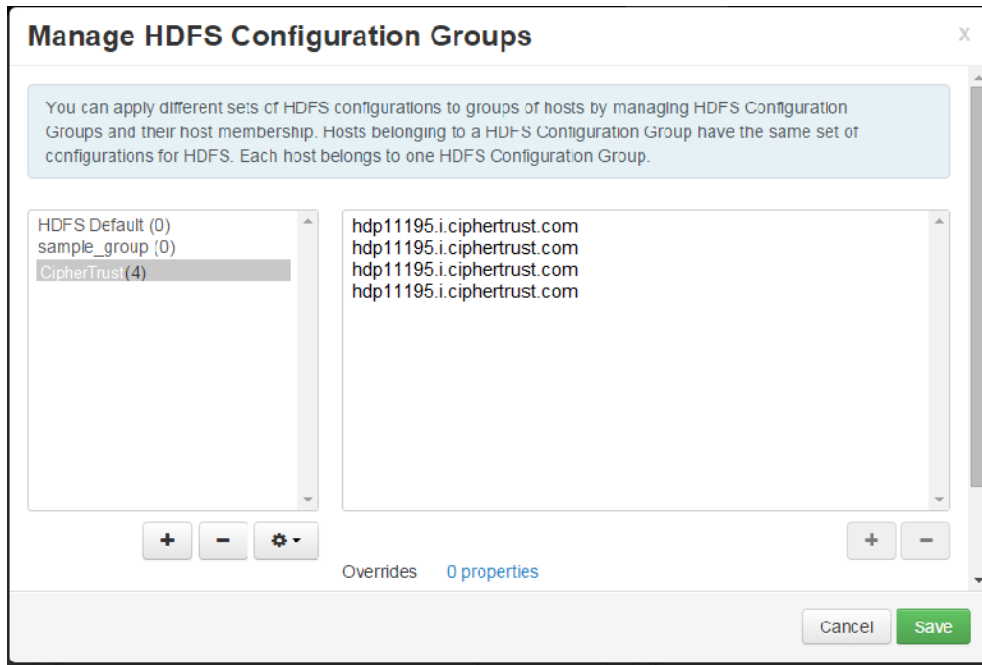 Manage HDFS Configuration Groups
x
You can apply different sets of HDFS configurations to groups of hosts by managing HDFS Configuration
Groups and their host membership. Hosts belonging to a HDFS Configuration Group have the same set of
configurations for HDFS. Each host belongs to one HDFS Configuration Group.
HDFS Default (0)
sample_group (0)
CipherTrust(4)
hdp11195.i.ciphertrust.com
hdp11195.i.ciphertrust.com
hdp11195.i.ciphertrust.com
hdp11195.i.ciphertrust.com
Overrides 0 properties
Cancel
Save